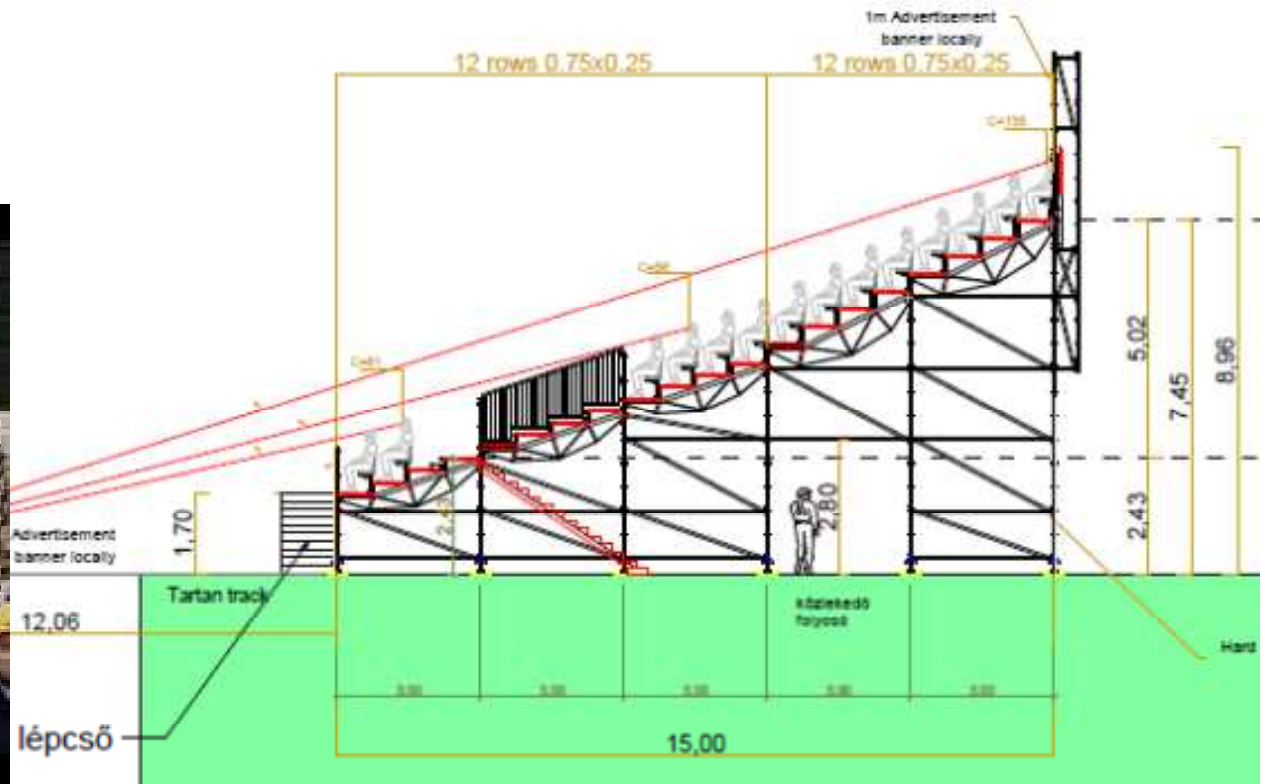 1m Advertisement
banner locally
12 rows 0.75x0.25
12 rows 0.75x0.25
C=135
5,02
7,45
8,96
2,43
2,80
1,70
Advertisement
banner locally
Tartan track
12,06
közlekedő
folyosó
Hard
lépcső
15,00